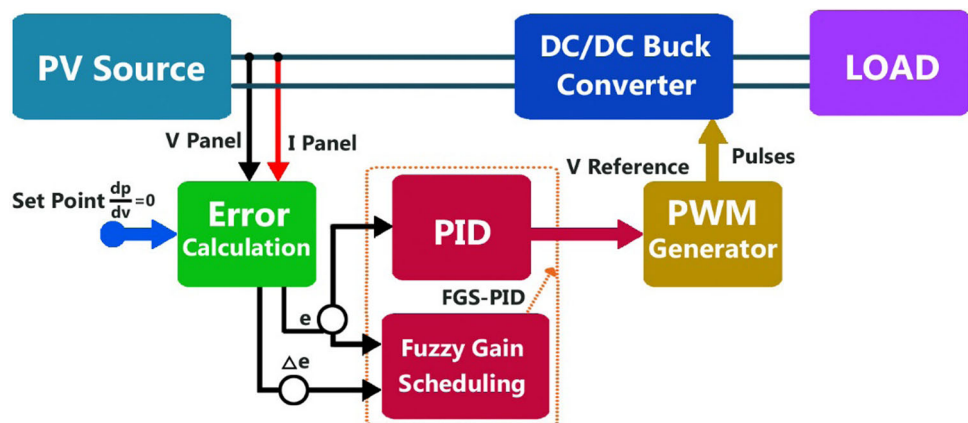 PV Source
DC/DC Buck
Converter
LOAD
V Panel
I Panel
V Reference
Pulses
Set Point dp/dv=0
Error
Calculation
PID
PWM
Generator
FGS-PID
e
Fuzzy Gain
Scheduling
△e